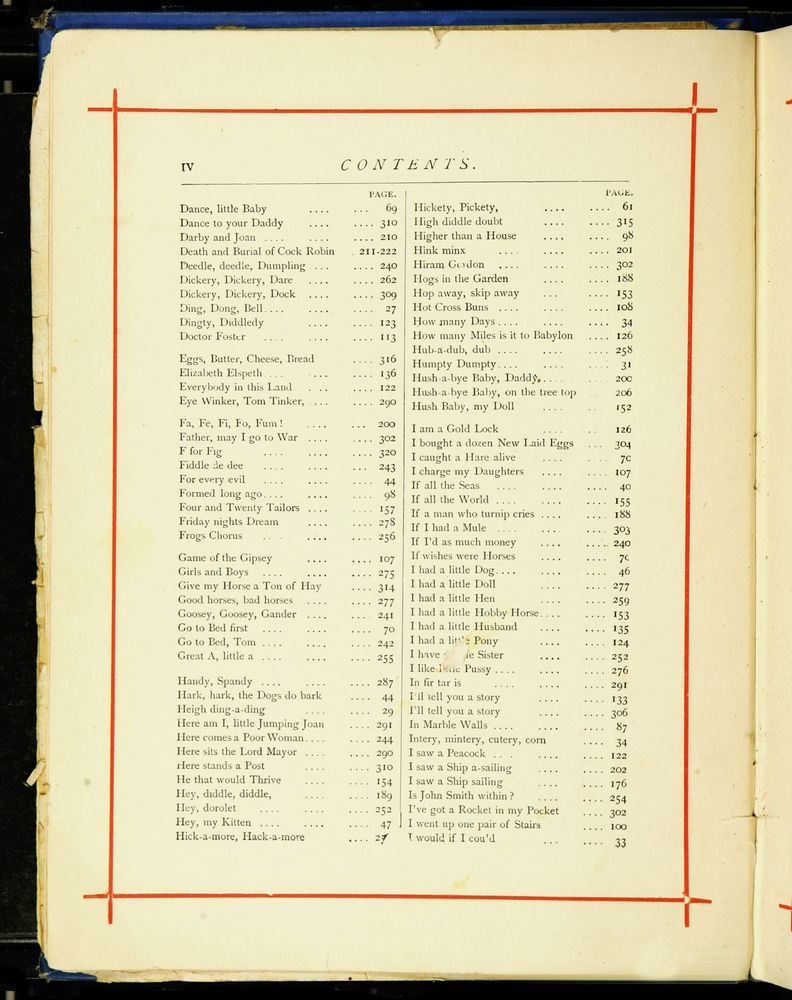 IV
CONTENTS.
PAGE.
Dance, little Baby .... ... 69
Dance to your Daddy .... .... 310
Darby and Joan .... .... .... 210
Death and Burial of Cock Robin . 211-222
Deedle, deedle, Dumpling ... .... 240
Dickery, Dickery, Dare .... .... 262
Dickery, Dickery, Dock .... .... 309
Ding, Dong, Bell .... .... .... 27
Dingty, Diddledy .... .... 123
Doctor Foster .... .... .... 113
Eggs, Butter, Cheese, Bread .... 316
Elizabeth Elspeth ... .... .... 136
Everybody in this Land ... .... 122
Eye Winker, Tom Tinker, .... .... 290
Fa, Fe, Fi, Fo, Fum! .... ... 200
Father, may I go to War .... .... 302
F for Fig .... .... .... 320
Fiddle de dee .... .... ... 243
For every evil .... .... .... 44
Formed long ago .... .... .... 98
Four and Twenty Tailors .... .... 157
Friday nights Dream .... .... 278
Frogs Chorus .... .... .... 256
Game of the Gipsey .... .... 107
Girls and Boys .... .... .... 275
Give my Horse a Ton of Hay .... 314
Good horses, bad horses .... .... 277
Goosey, Goosey, Gander .... .... 241
Go to Bed first .... .... .... 70
Go to Bed, Tom .... .... .... 242
Great A, little a .... .... .... 255
Handy, Spandy .... .... .... 287
Hark, hark, the Dogs do bark .... 44
Heigh ding-a-ding .... .... 29
Here am I, little Jumping Joan .... 291
Here comes a Poor Woman .... .... 244
Here sits the Lord Mayor .... .... 290
Here stands a Post .... .... 310
He that would Thrive .... .... 154
Hey, diddle, diddle, .... .... 189
Hey, dorolet .... .... .... 252
Hey, my Kitten .... .... .... 47
Hick-a-more, Hack-a-more .... 27
PAGE.
Hickety, Pickety, .... .... 61
High diddle doubt .... .... 315
Higher than a House .... .... 98
Hink minx .... .... .... 201
Hiram Gordon .... .... .... 302
Hogs in the Garden .... .... 188
Hop away, skip away ... .... 153
Hot Cross Buns .... .... .... 108
How many Days .... .... .... 34
How many Miles is it to Babylon .... 126
Hub-a-dub, dub .... .... .... 258
Humpty Dumpty .... .... .... 31
Hush-a-bye Baby, Daddy, .... .... 200
Hush-a-bye Baby, on the tree top .. 206
Hush Baby, my Doll .... .. 152
I am a Gold Lock .... .. 126
I bought a dozen New Laid Eggs ... 304
I caught a Hare alive .... .... 70
I charge my Daughters .... .... 107
If all the Seas .... .... .... 40
If all the World .... .... .... 155
If a man who turnip cries .... .... 188
If I had a Mule .... ... .... 303
If I'd as much money .... .... 240
If wishes were Horses .... .... 70
I had a little Dog .... .... .... 46
I had a little Doll .... .... 277
I had a little Hen .... .... 259
I had a little Hobby Horse .... .... 153
I had a little Husband .... .... 135
I had a little Pony .... .... 124
I have Sister .... .... 252
I like little Pussy .... .... .... 276
In fir tar is .... .... .... 291
I'll tell you a story .... .... 133
I'll tell you a story .... .... 306
In Marble Walls .... .... .... 87
Intery, mintery, cutery, corn .... 34
I saw a Peacock ... .... .... 122
I saw a Ship a-sailing .... .... 202
I saw a Ship sailing .... .... 176
Is John Smith within? .... .... 254
I've got a Rocket in my Pocket .... 302
I went up one pair of Stairs .... 100
I would if I cou'd ... .... 33